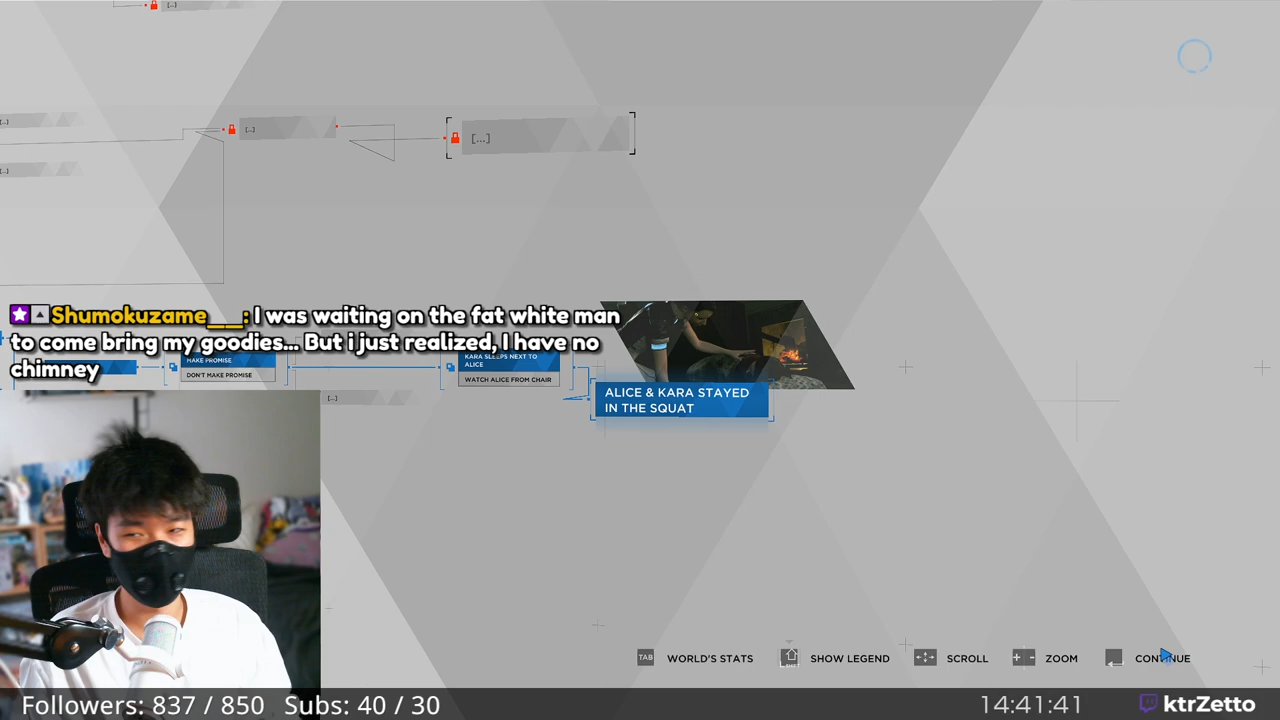 [...]
[...]
[...]
[...]
[...]
Shumokuzame__: I was waiting on the fat white man
to come bring my goodies... But i just realized, I have no
chimney
MAKE PROMISE
DON'T MAKE PROMISE
KARA SLEEPS NEXT TO
ALICE
WATCH ALICE FROM CHAIR
[...]
ALICE & KARA STAYED
IN THE SQUAT
TAB WORLD'S STATS SHOW LEGEND SCROLL ZOOM CONTINUE
Followers: 837 / 850 Subs: 40 / 30 14:41:41 ktrZetto